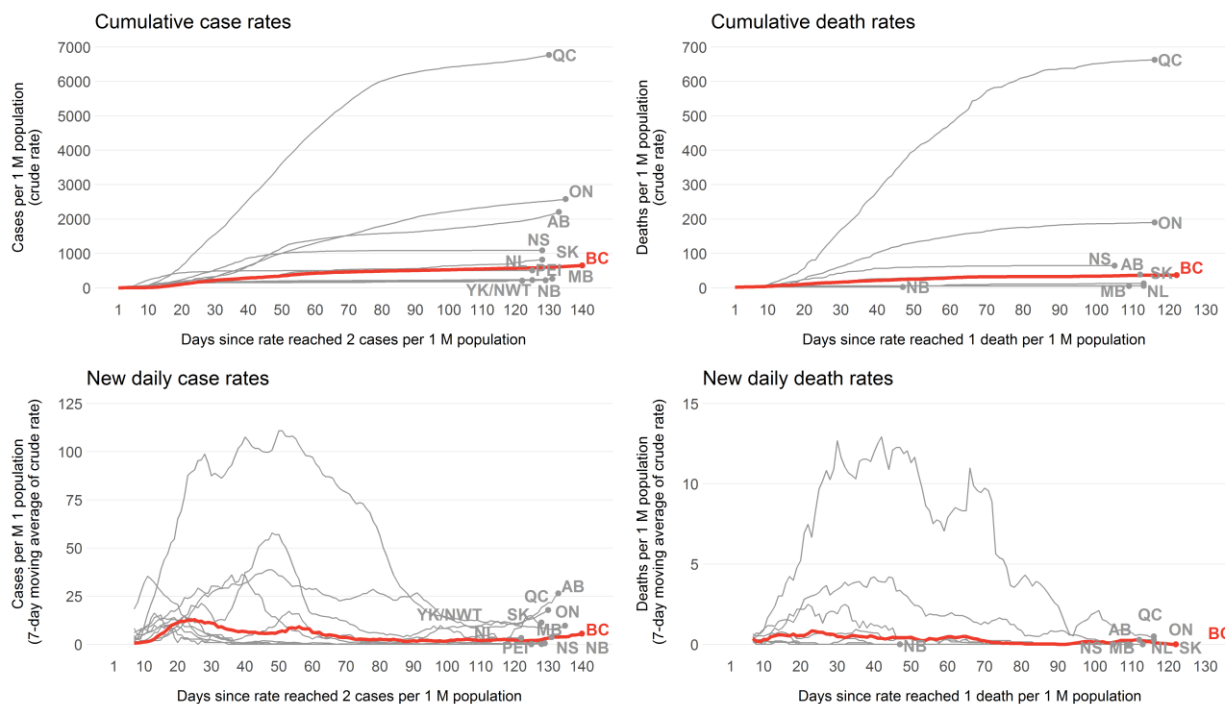 Cumulative case rates
Cases per 1 M population
(crude rate)
7000
6000
5000
4000
3000
2000
1000
0
QC
ON
AB
NS
SK
NL
PEI
BC
MB
YK/NWT
NB
1 10 20 30 40 50 60 70 80 90 100 110 120 130 140
Days since rate reached 2 cases per 1 M population
Cumulative death rates
Deaths per 1 M population
(crude rate)
700
600
500
400
300
200
100
0
QC
ON
NS
AB
SK
BC
NB
MB
NL
1 10 20 30 40 50 60 70 80 90 100 110 120 130
Days since rate reached 1 death per 1 M population
New daily case rates
Cases per M 1 population
(7-day moving average of crude rate)
125
100
75
50
25
0
QC
AB
YK/NWT
SK
ON
NL
MB
BC
PEI
NS
NB
1 10 20 30 40 50 60 70 80 90 100 110 120 130 140
Days since rate reached 2 cases per 1 M population
New daily death rates
Deaths per 1 M population
(7-day moving average of crude rate)
15
10
5
0
QC
AB
ON
BC
NB
NS
MB
NL
SK
1 10 20 30 40 50 60 70 80 90 100 110 120 130
Days since rate reached 1 death per 1 M population